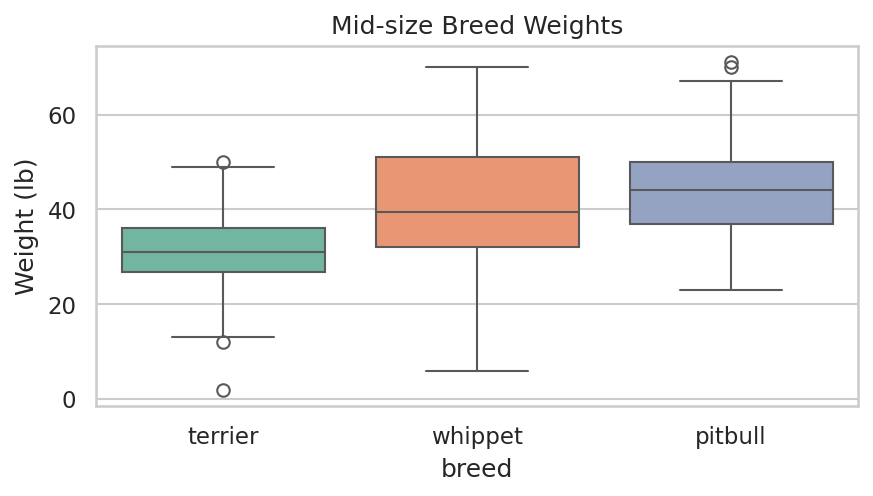 Mid-size Breed Weights
Weight (lb)
60
40
20
0
terrier whippet pitbull
breed